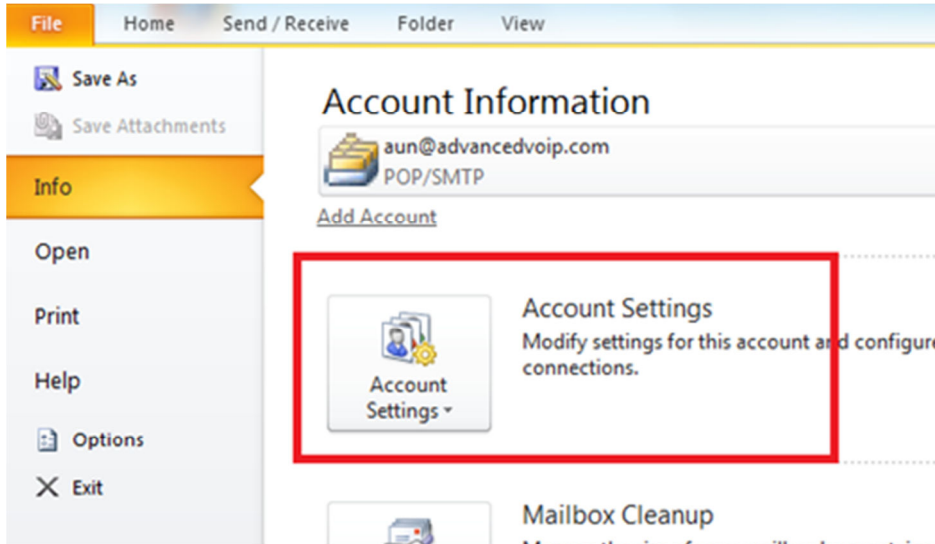 File Home Send / Receive Folder View
Save As
Save Attachments
Info
Open
Print
Help
Options
Exit
Account Information
aun@advancedvoip.com
POP/SMTP
Add Account
Account
Settings
Account Settings
Modify settings for this account and configure
connections.
Mailbox Cleanup